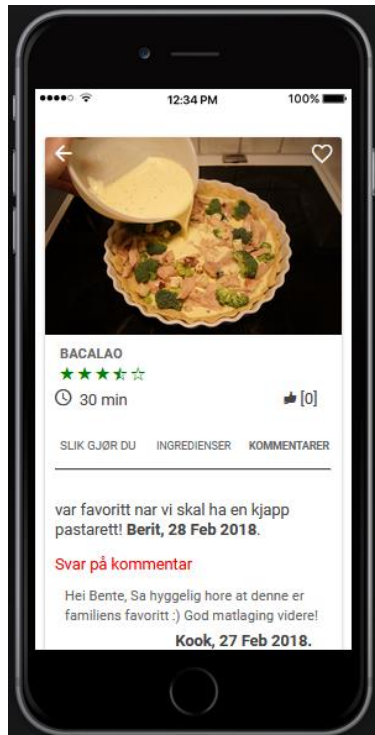 12:34 PM 100%
BACALAO
30 min [0]
SLIK GJØR DU INGREDIENSER KOMMENTARER
var favoritt nar vi skal ha en kjapp
pastarett! Berit, 28 Feb 2018.
Svar på kommentar
Hei Bente, Sa hyggelig hore at denne er
familiens favoritt :) God matlaging videre!
Kook, 27 Feb 2018.